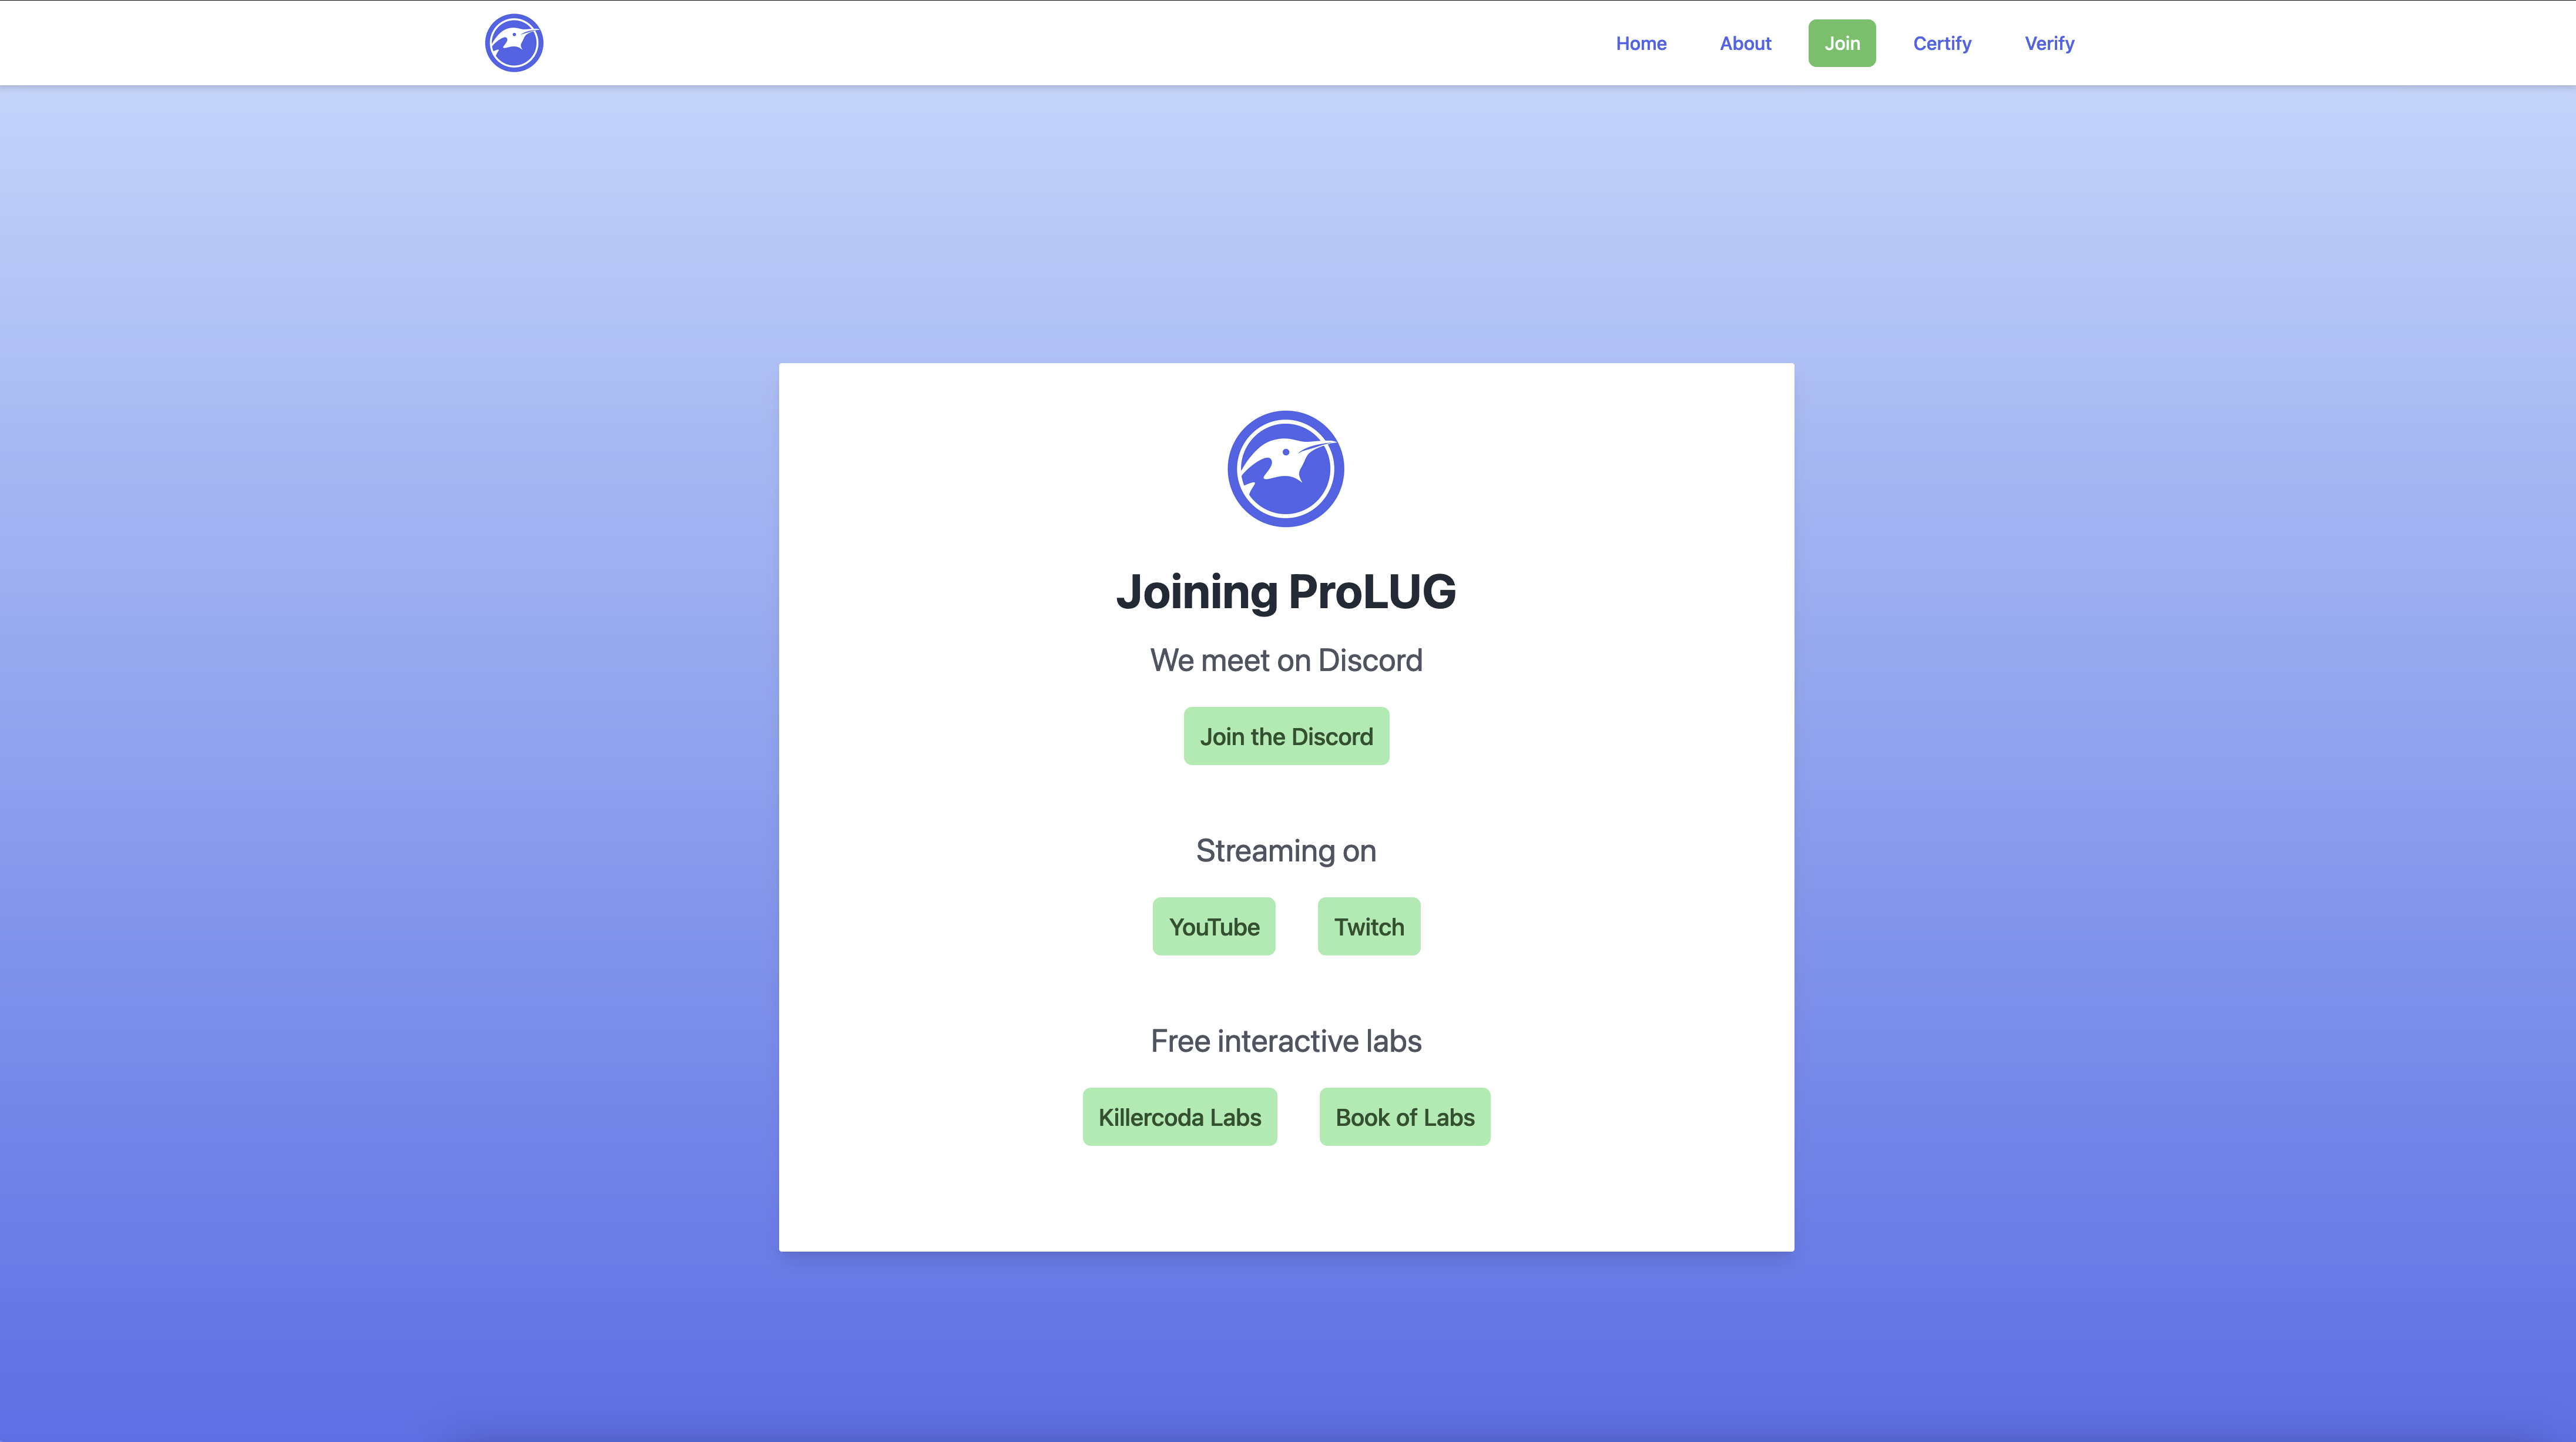 Home About Join Certify Verify
Joining ProLUG
We meet on Discord
Join the Discord
Streaming on
YouTube Twitch
Free interactive labs
Killercoda Labs Book of Labs